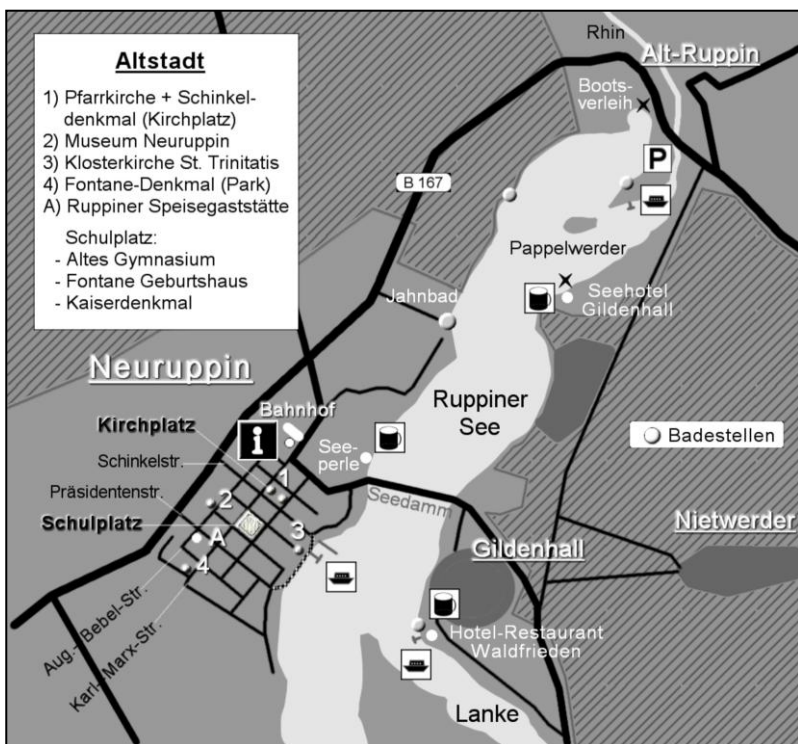 Altstadt
1) Pfarrkirche + Schinkel-
denkmal (Kirchplatz)
2) Museum Neuruppin
3) Klosterkirche St. Trinitatis
4) Fontane-Denkmal (Park)
A) Ruppiner Speisegaststätte
Schulplatz:
- Altes Gymnasium
- Fontane Geburtshaus
- Kaiserdenkmal
Rhin
Alt-Ruppin
Boots-
verleih
P
B 167
Pappelwerder
Jahnbad
Seehotel
Gildenhall
Neuruppin
Ruppiner
See
Bahnhof
Kirchplatz
i
Badestellen
Schinkelstr.
See-
perle
1
Präsidentenstr.
2
Seedamm
Schulplatz
3
Nietwerder
A
Gildenhall
4
Hotel-Restaurant
Waldfrieden
Aug.-Bebel-Str.
Karl-Marx-Str.
Lanke